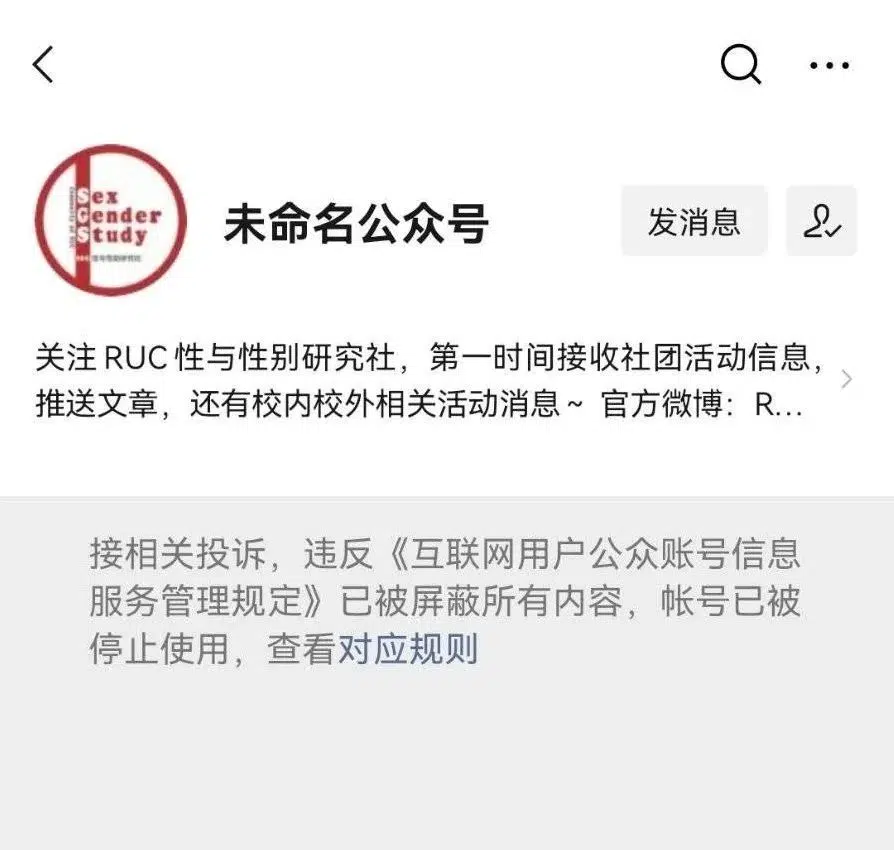 Sex
Gender
Study
未命名公众号
发消息
关注 RUC 性与性别研究社，第一时间接收社团活动信息，
推送文章，还有校内校外相关活动消息～ 官方微博：R...
接相关投诉，违反《互联网用户公众账号信息
服务管理规定》已被屏蔽所有内容，帐号已被
停止使用，查看对应规则